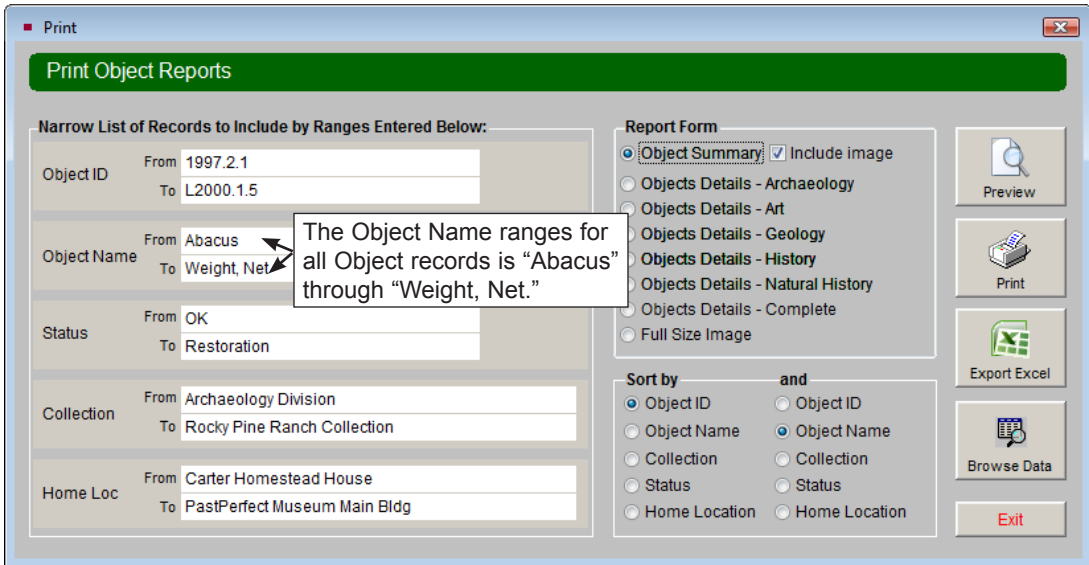 Print
Print Object Reports
Narrow List of Records to Include by Ranges Entered Below:
Object ID
From 1997.2.1
To L2000.1.5
Object Name
From Abacus
To Weight, Net
The Object Name ranges for
all Object records is “Abacus”
through “Weight, Net.”
Status
From OK
To Restoration
Collection
From Archaeology Division
To Rocky Pine Ranch Collection
Home Loc
From Carter Homestead House
To PastPerfect Museum Main Bldg
Report Form
Object Summary Include image
Objects Details - Archaeology
Objects Details - Art
Objects Details - Geology
Objects Details - History
Objects Details - Natural History
Objects Details - Complete
Full Size Image
Sort by and
Object ID Object ID
Object Name Object Name
Collection Collection
Status Status
Home Location Home Location
Preview
Print
Export Excel
Browse Data
Exit